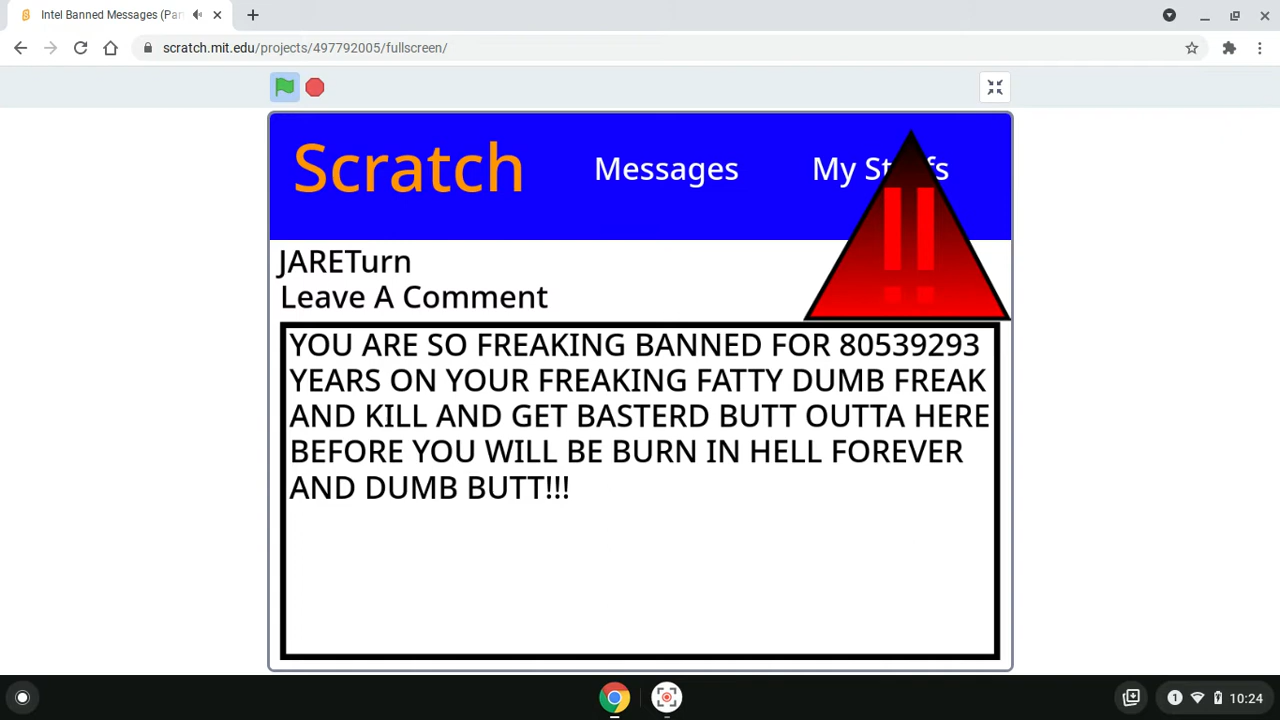 Intel Banned Messages (Par
scratch.mit.edu/projects/497792005/fullscreen/
Scratch
Messages
My St fs
JARETurn
Leave A Comment
YOU ARE SO FREAKING BANNED FOR 80539293
YEARS ON YOUR FREAKING FATTY DUMB FREAK
AND KILL AND GET BASTERD BUTT OUTTA HERE
BEFORE YOU WILL BE BURN IN HELL FOREVER
AND DUMB BUTT!!!
1
10:24